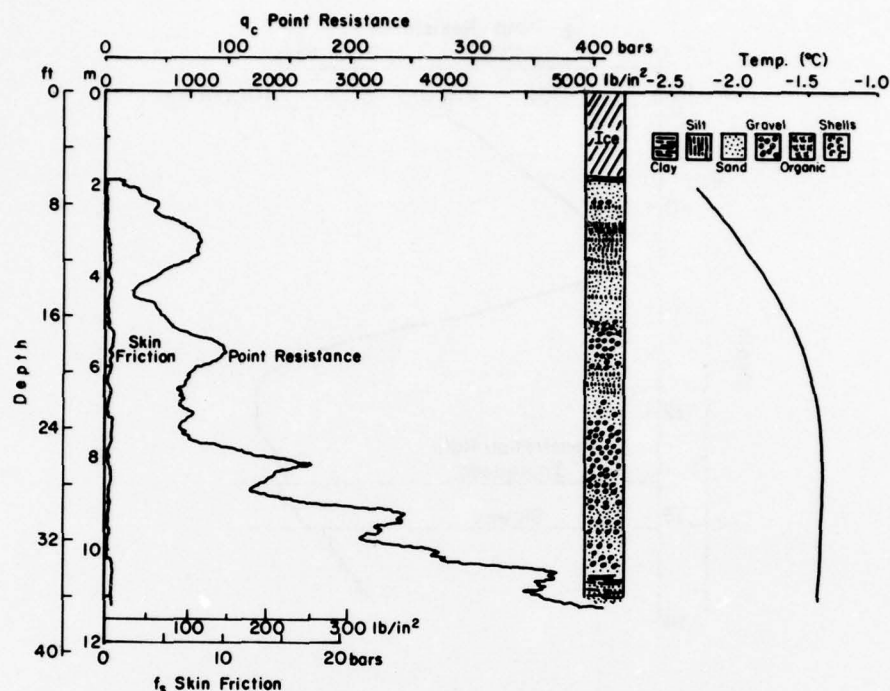 q_c Point Resistance
0 100 200 300 400 bars
Temp. (°C)
0 1000 2000 3000 4000 5000 lb/in²
-2.5 -2.0 -1.5 -1.0
ft m
0 0
Ice
Silt Gravel Shells
Clay Sand Organic
2
8
4
16
Skin Friction
Point Resistance
6
Depth
24
8
32
10
100 200 300 lb/in²
12
40
0 10 20 bars
f_s Skin Friction